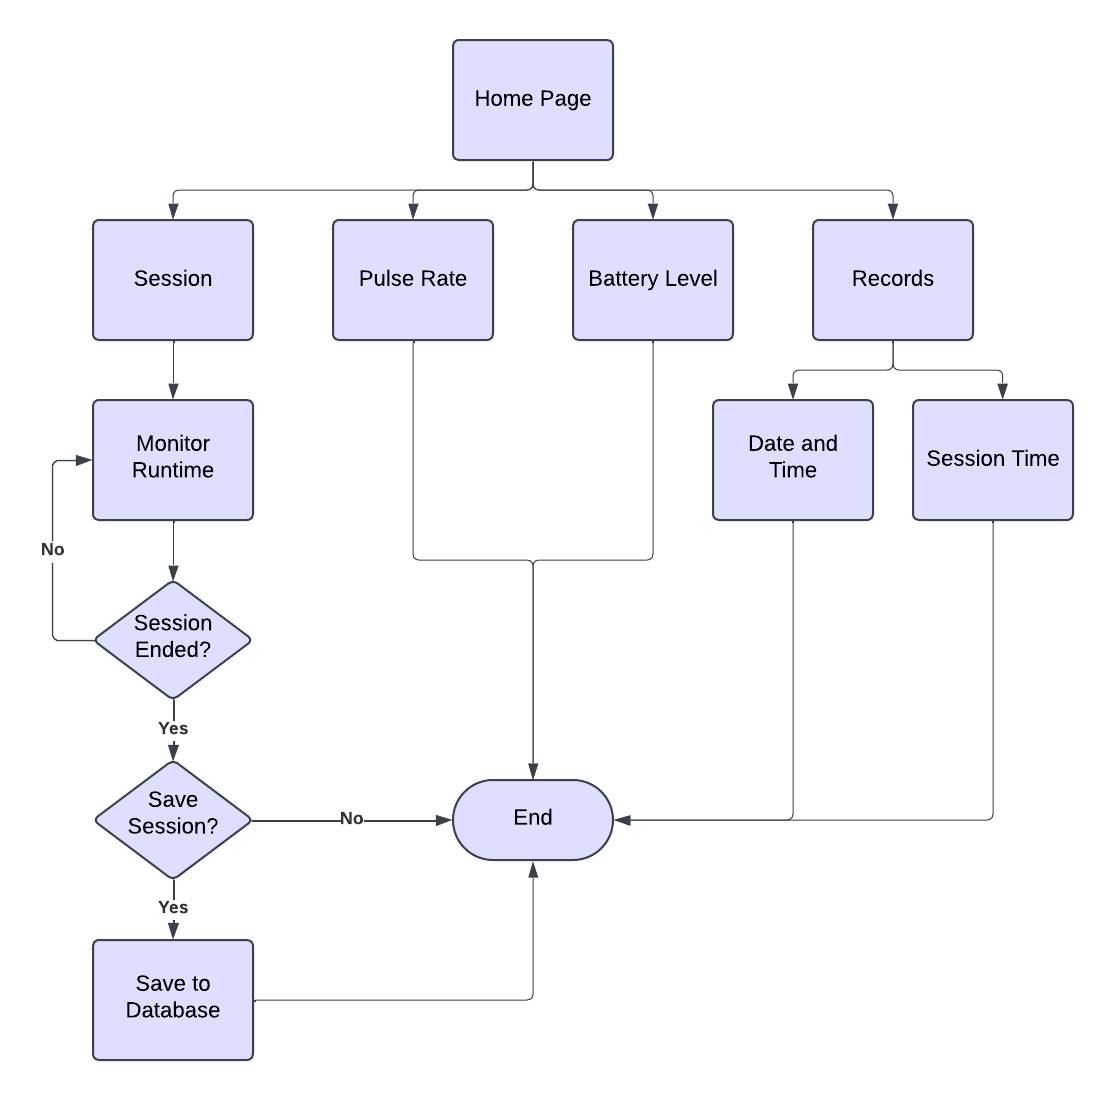 Home Page
Session
Pulse Rate
Battery Level
Records
Monitor
Runtime
Date and
Time
Session Time
No
Session
Ended?
Yes
Save
Session?
No
End
Yes
Save to
Database